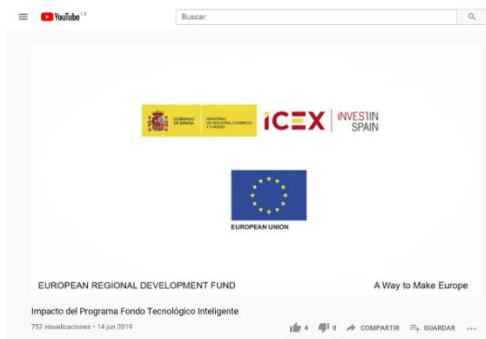 YouTube ES
Buscar
GOBIERNO DE ESPAÑA
MINISTERIO DE INDUSTRIA, COMERCIO Y TURISMO
ICEX
INVEST IN SPAIN
EUROPEAN UNION
EUROPEAN REGIONAL DEVELOPMENT FUND
A Way to Make Europe
Impacto del Programa Fondo Tecnológico Inteligente
752 visualizaciones • 14 jun 2019
4
0
COMPARTIR
GUARDAR